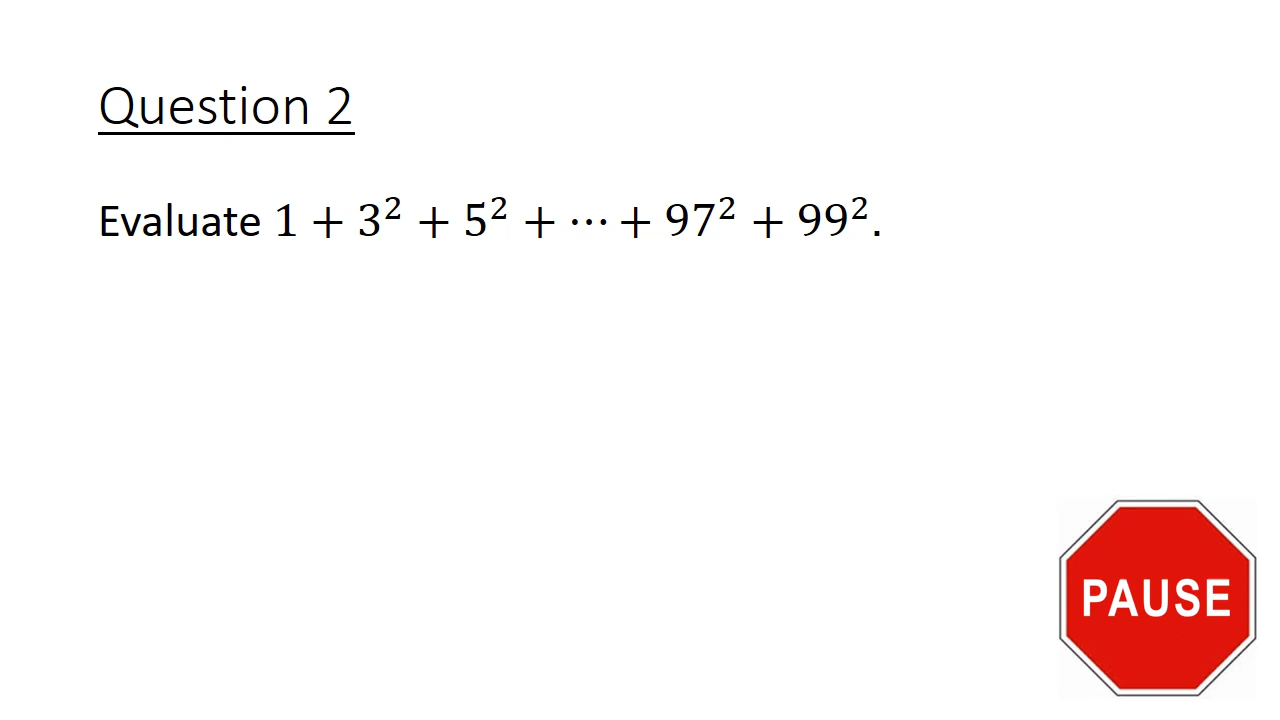 Question 2
Evaluate 1 + 3² + 5² + ⋯ + 97² + 99².
PAUSE